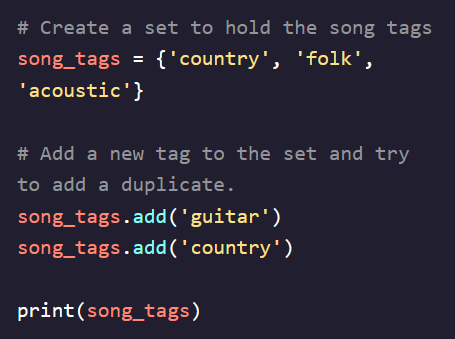 # Create a set to hold the song tags
song_tags = {'country', 'folk',
'acoustic'}
# Add a new tag to the set and try
to add a duplicate.
song_tags.add('guitar')
song_tags.add('country')
print(song_tags)